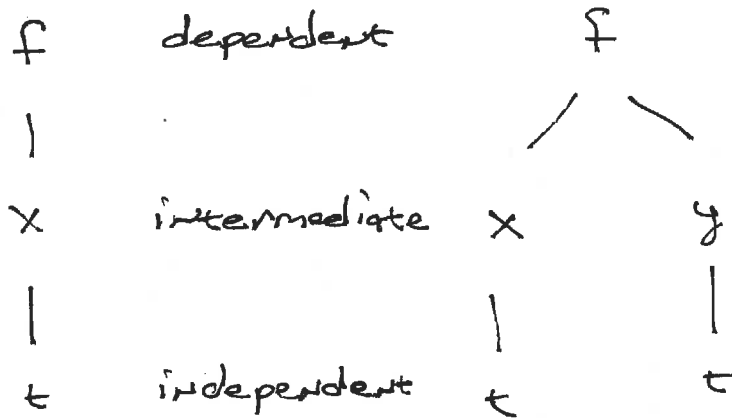 f dependent f
x intermediate x y
t independent t t